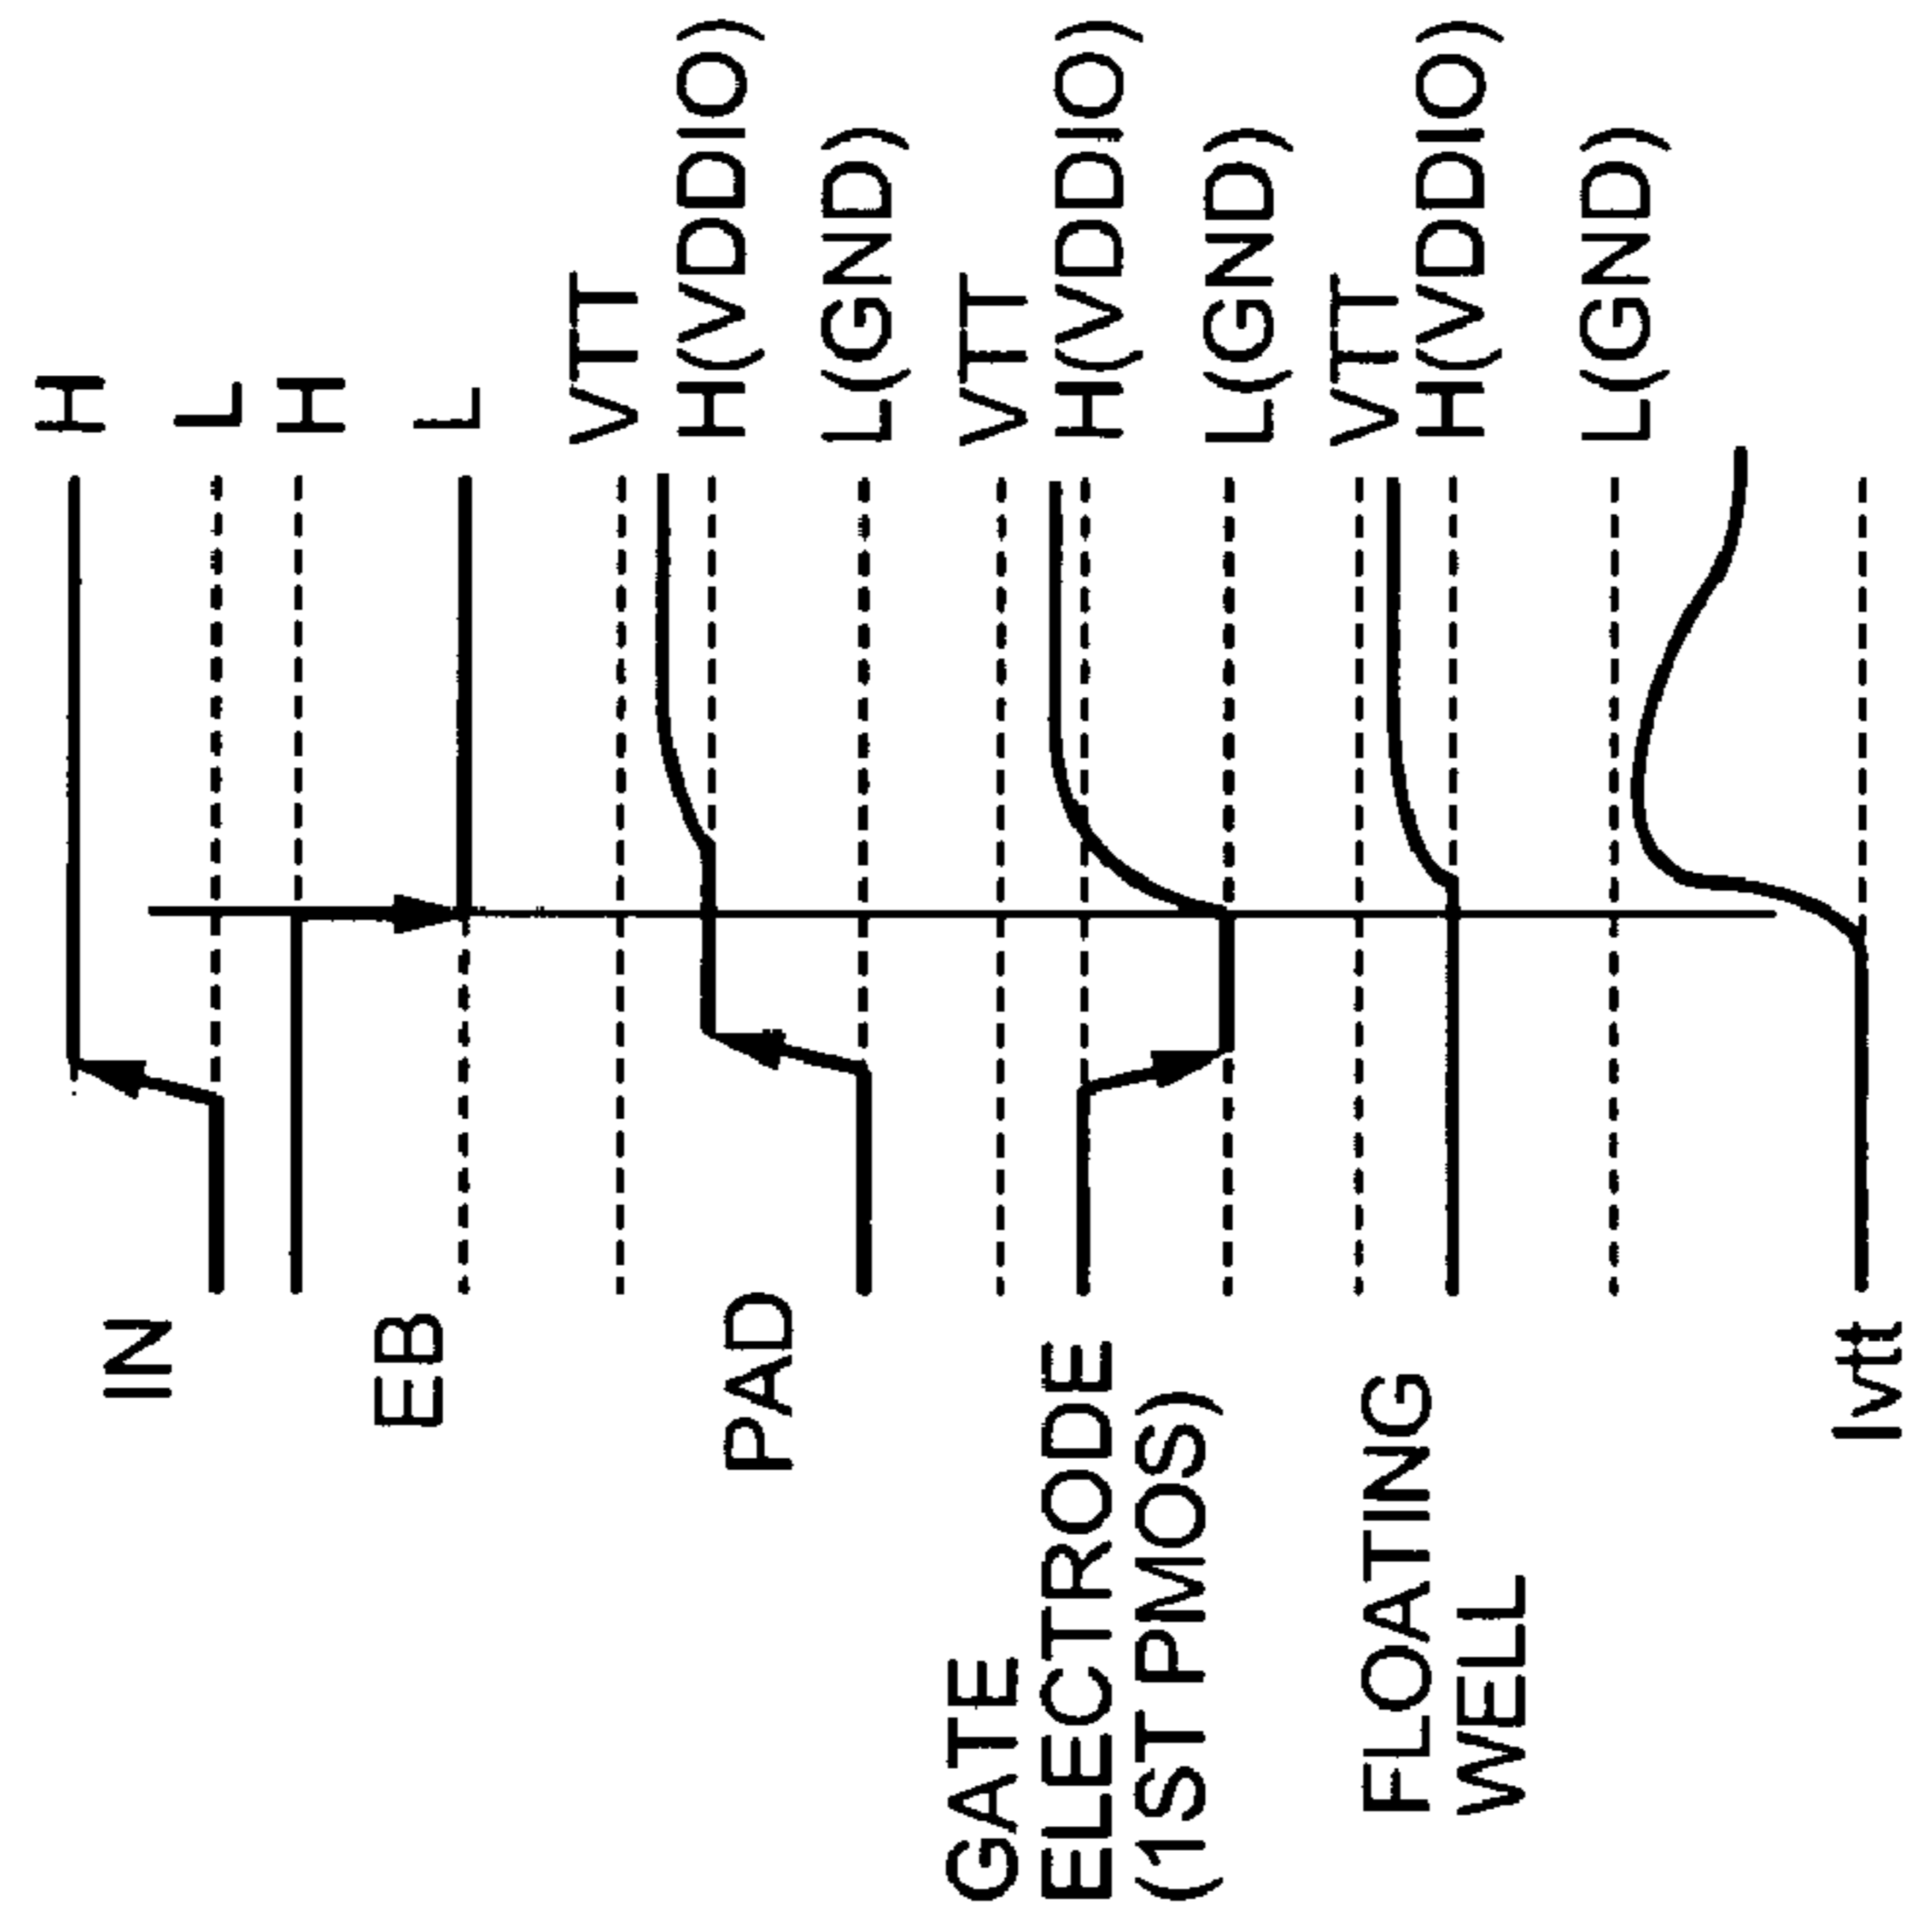 IN
H
L
EB
H
L
PAD
VTT
H(VDDIO)
L(GND)
GATE
ELECTRODE
(1ST PMOS)
VTT
H(VDDIO)
L(GND)
FLOATING
WELL
VTT
H(VDDIO)
L(GND)
Ivtt